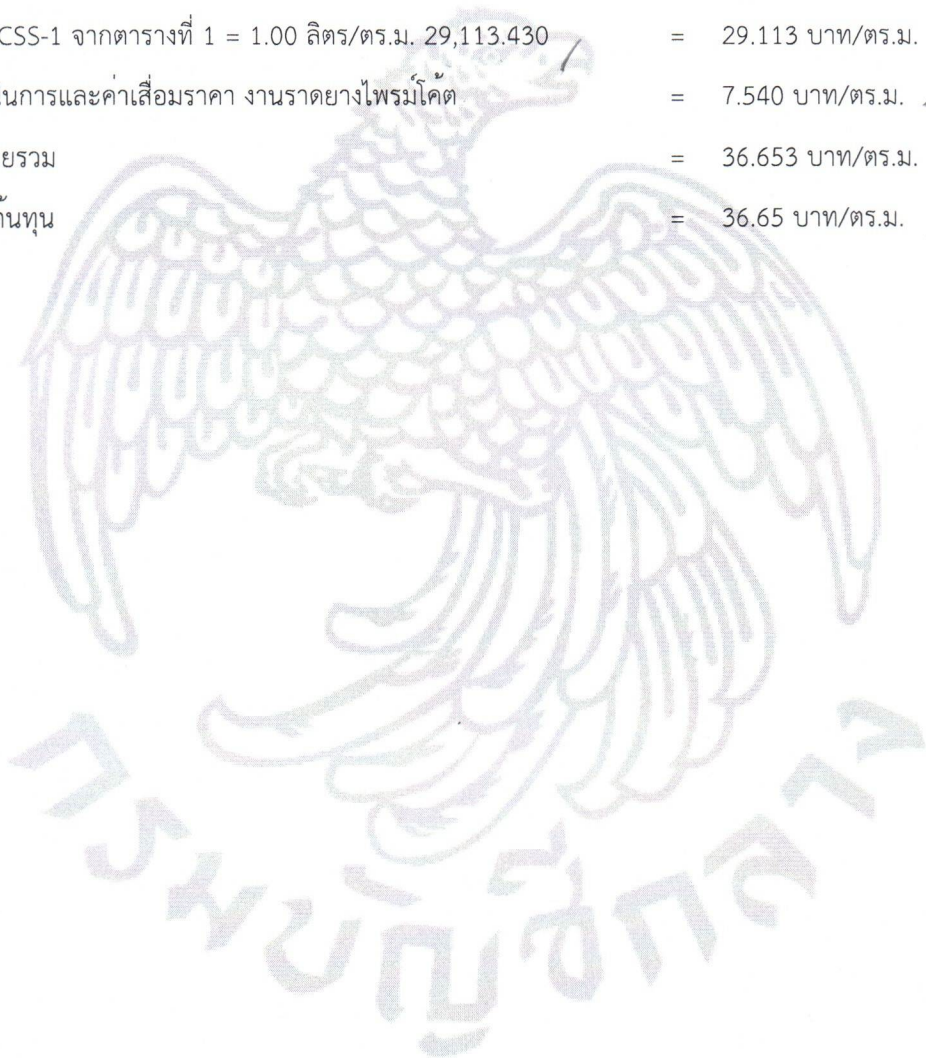 CSS-1 จากตารางที่ 1 = 1.00 ลิตร/ตร.ม. 29,113.430 = 29.113 บาท/ตร.ม.
นินการและค่าเสื่อมราคา งานราดยางไพรม์โค้ต = 7.540 บาท/ตร.ม.
ยรวม = 36.653 บาท/ตร.ม.
ต้นทุน = 36.65 บาท/ตร.ม.
กรมบัญชีกลาง